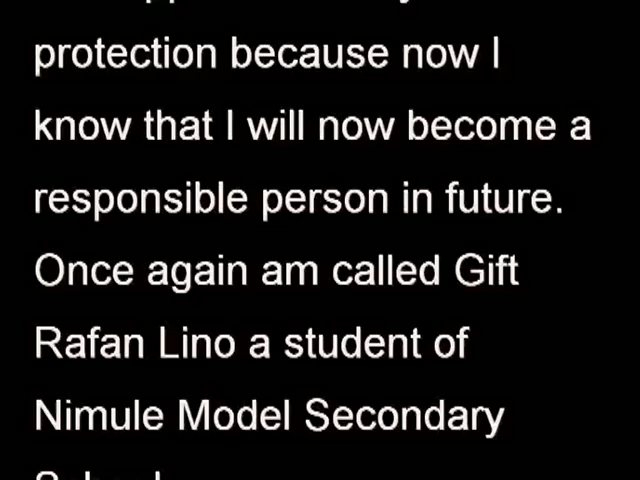 protection because now I
know that I will now become a
responsible person in future.
Once again am called Gift
Rafan Lino a student of
Nimule Model Secondary